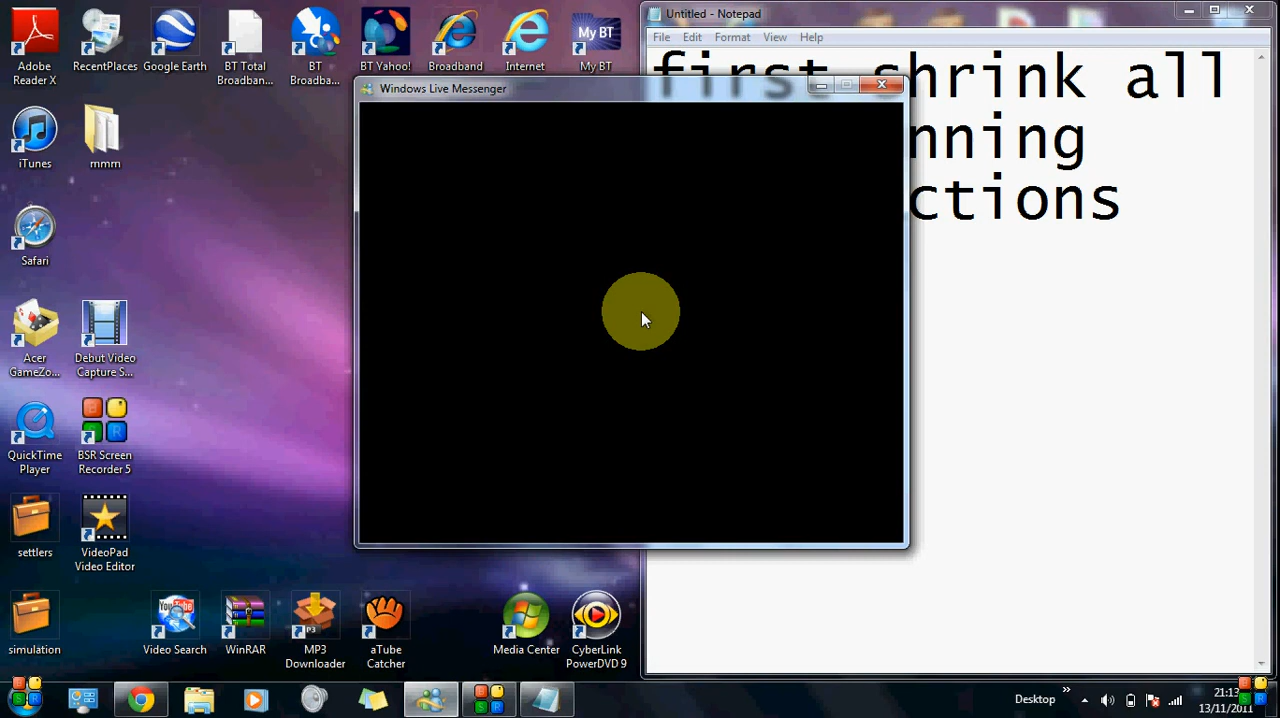 Untitled - Notepad
File Edit Format View Help
first shrink all
nning
ctions
Windows Live Messenger
Adobe
Reader X
RecentPlaces
Google Earth
BT Total
Broadban...
BT
Broadba...
BT Yahoo!
Broadband
Internet
My BT
My BT
iTunes
mmm
Safari
Acer
GameZo...
Debut Video
Capture S...
QuickTime
Player
BSR Screen
Recorder 5
settlers
VideoPad
Video Editor
simulation
You Tube
Video Search
WinRAR
MP3
Downloader
aTube
Catcher
Media Center
CyberLink
PowerDVD 9
Desktop
21:13
13/11/2011